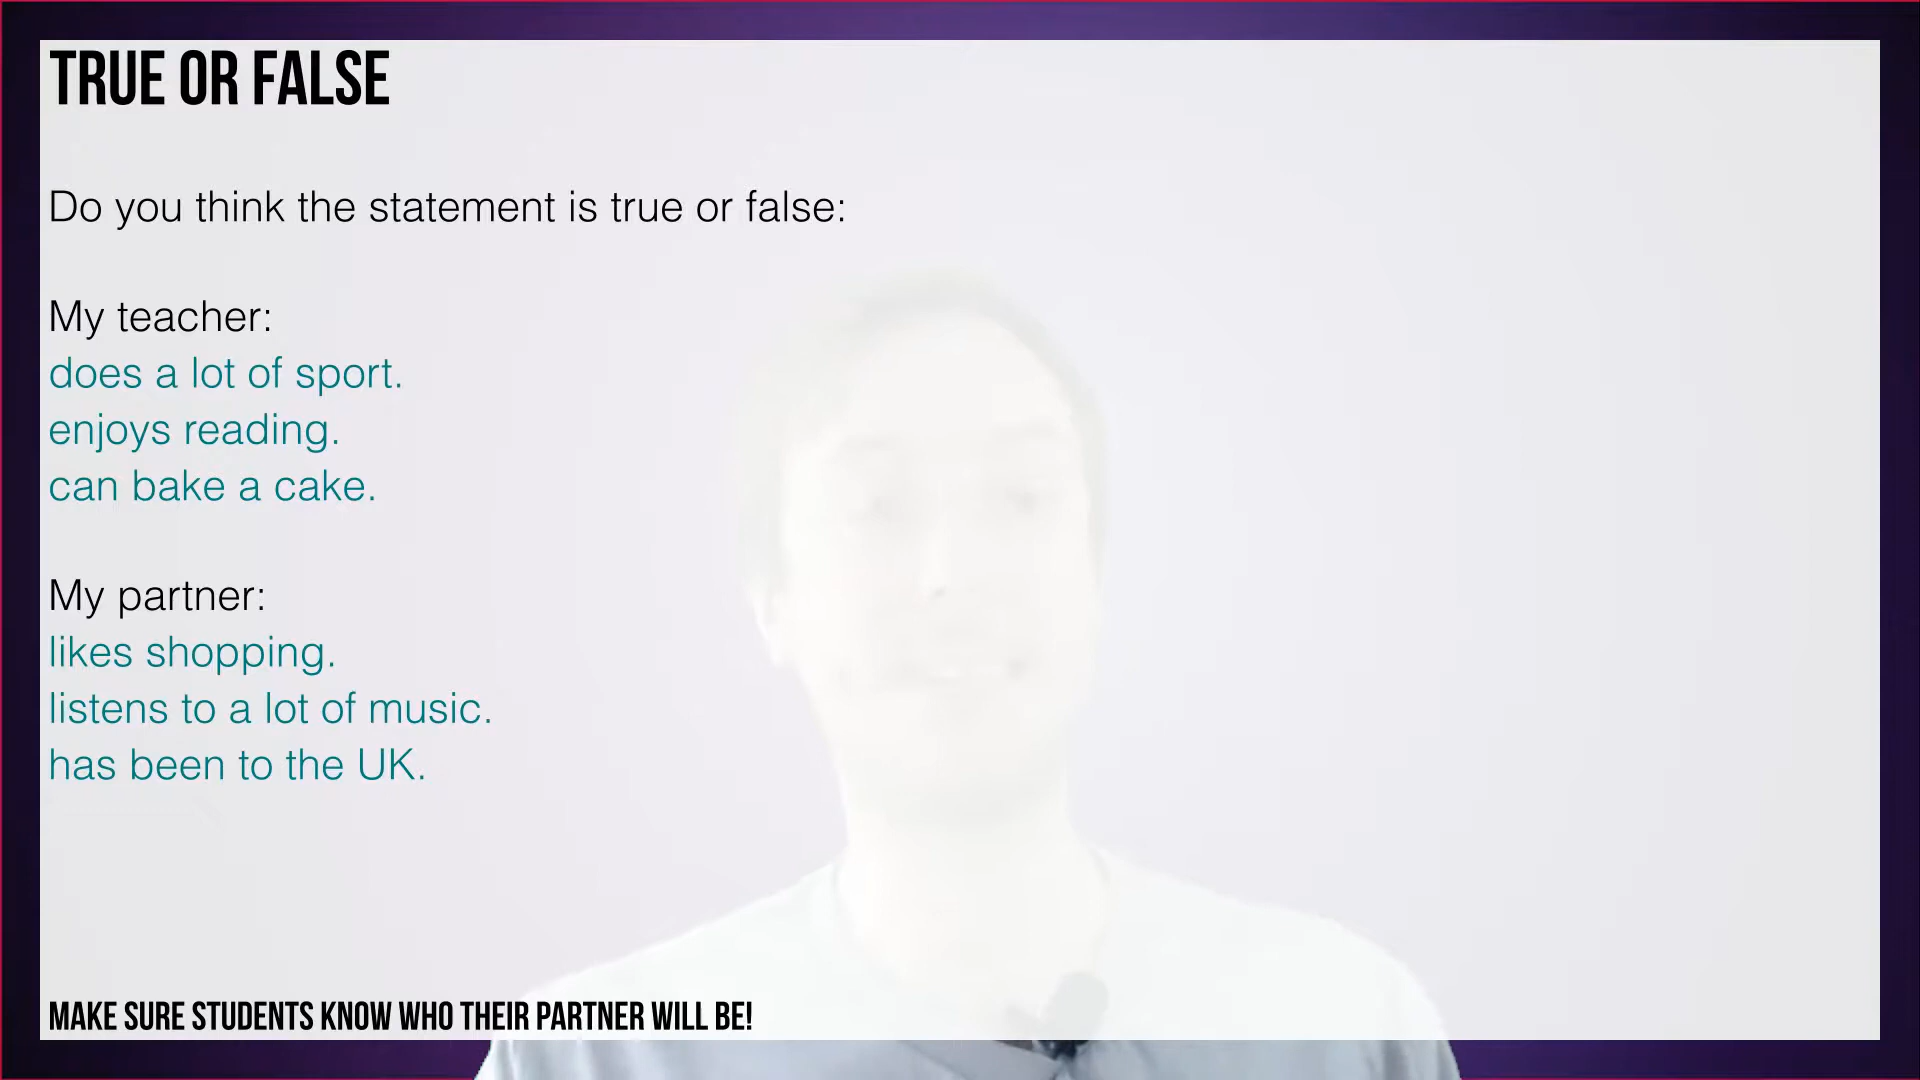 TRUE OR FALSE
Do you think the statement is true or false:
My teacher:
does a lot of sport.
enjoys reading.
can bake a cake.
My partner:
likes shopping.
listens to a lot of music.
has been to the UK.
MAKE SURE STUDENTS KNOW WHO THEIR PARTNER WILL BE!